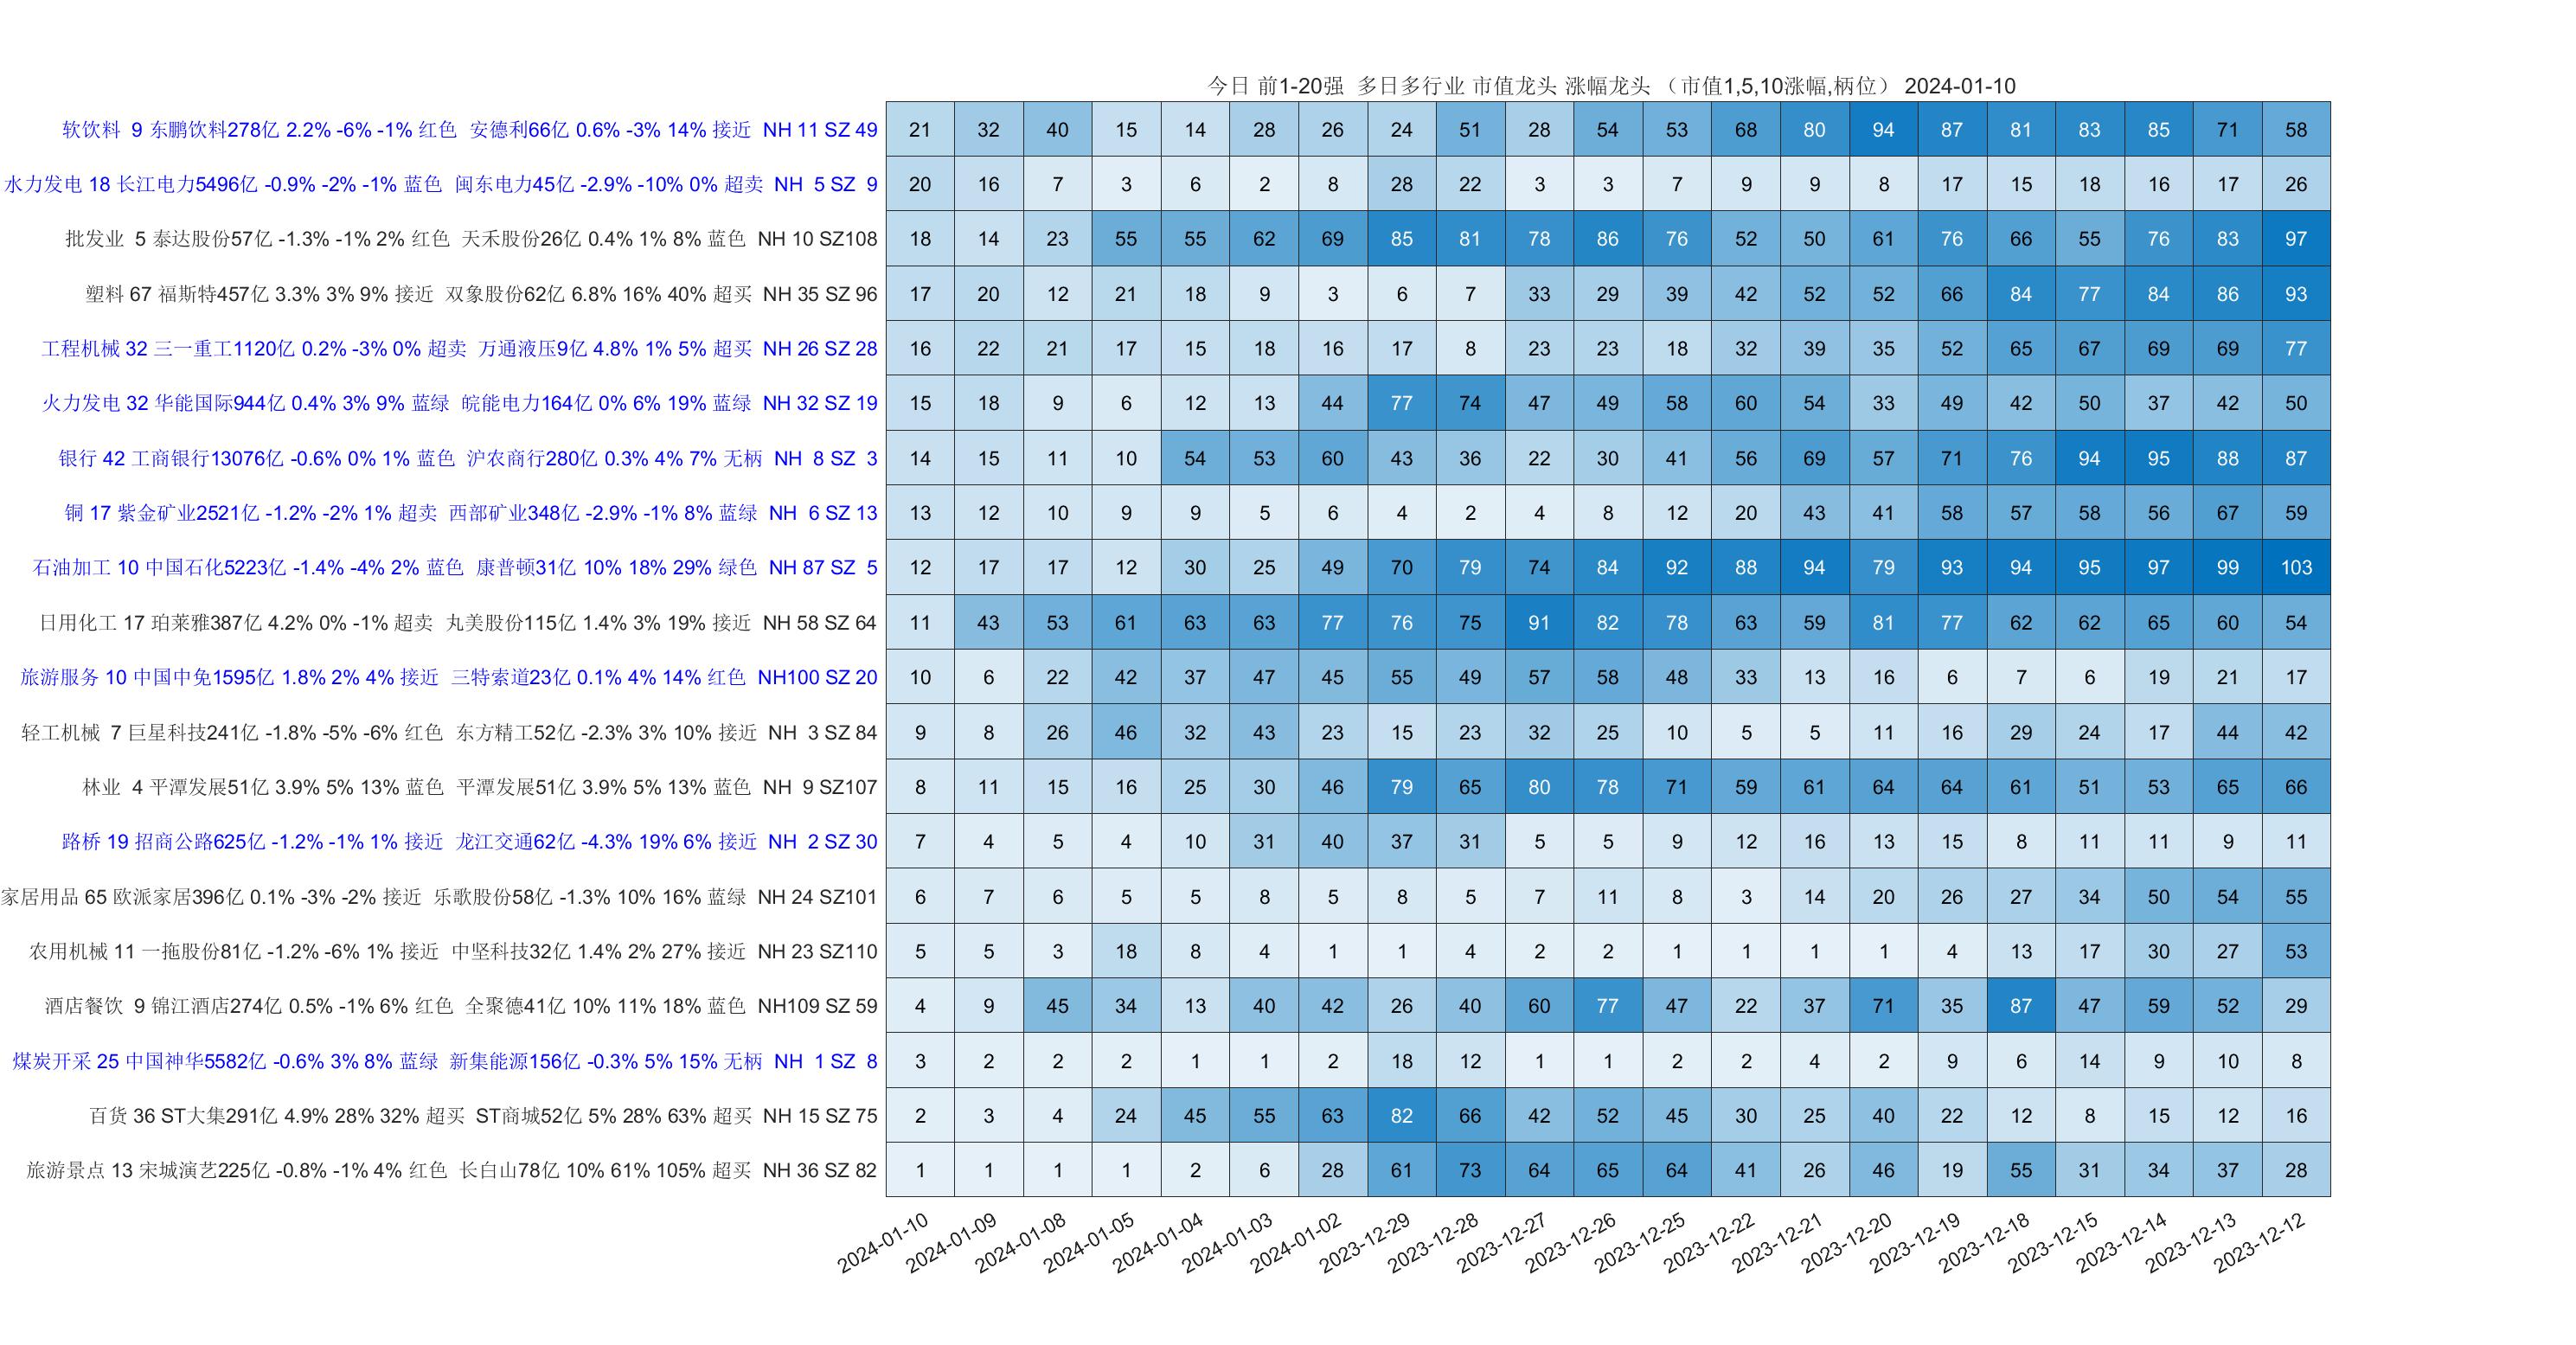 今日 前1-20强 多日多行业 市值龙头 涨幅龙头 （市值1,5,10涨幅,柄位） 2024-01-10
软饮料 9 东鹏饮料278亿 2.2% -6% -1% 红色 安德利66亿 0.6% -3% 14% 接近 NH 11 SZ 49 21 32 40 15 14 28 26 24 51 28 54 53 68 80 94 87 81 83 85 71 58
水力发电 18 长江电力5496亿 -0.9% -2% -1% 蓝色 闽东电力45亿 -2.9% -10% 0% 超卖 NH 5 SZ 9 20 16 7 3 6 2 8 28 22 3 3 7 9 9 8 17 15 18 16 17 26
批发业 5 泰达股份57亿 -1.3% -1% 2% 红色 天禾股份26亿 0.4% 1% 8% 蓝色 NH 10 SZ108 18 14 23 55 55 62 69 85 81 78 86 76 52 50 61 76 66 55 76 83 97
塑料 67 福斯特457亿 3.3% 3% 9% 接近 双象股份62亿 6.8% 16% 40% 超买 NH 35 SZ 96 17 20 12 21 18 9 3 6 7 33 29 39 42 52 52 66 84 77 84 86 93
工程机械 32 三一重工1120亿 0.2% -3% 0% 超卖 万通液压9亿 4.8% 1% 5% 超买 NH 26 SZ 28 16 22 21 17 15 18 16 17 8 23 23 18 32 39 35 52 65 67 69 69 77
火力发电 32 华能国际944亿 0.4% 3% 9% 蓝绿 皖能电力164亿 0% 6% 19% 蓝绿 NH 32 SZ 19 15 18 9 6 12 13 44 77 74 47 49 58 60 54 33 49 42 50 37 42 50
银行 42 工商银行13076亿 -0.6% 0% 1% 蓝色 沪农商行280亿 0.3% 4% 7% 无柄 NH 8 SZ 3 14 15 11 10 54 53 60 43 36 22 30 41 56 69 57 71 76 94 95 88 87
铜 17 紫金矿业2521亿 -1.2% -2% 1% 超卖 西部矿业348亿 -2.9% -1% 8% 蓝绿 NH 6 SZ 13 13 12 10 9 9 5 6 4 2 4 8 12 20 43 41 58 57 58 56 67 59
石油加工 10 中国石化5223亿 -1.4% -4% 2% 蓝色 康普顿31亿 10% 18% 29% 绿色 NH 87 SZ 5 12 17 17 12 30 25 49 70 79 74 84 92 88 94 79 93 94 95 97 99 103
日用化工 17 珀莱雅387亿 4.2% 0% -1% 超卖 丸美股份115亿 1.4% 3% 19% 接近 NH 58 SZ 64 11 43 53 61 63 63 77 76 75 91 82 78 63 59 81 77 62 62 65 60 54
旅游服务 10 中国中免1595亿 1.8% 2% 4% 接近 三特索道23亿 0.1% 4% 14% 红色 NH100 SZ 20 10 6 22 42 37 47 45 55 49 57 58 48 33 13 16 6 7 6 19 21 17
轻工机械 7 巨星科技241亿 -1.8% -5% -6% 红色 东方精工52亿 -2.3% 3% 10% 接近 NH 3 SZ 84 9 8 26 46 32 43 23 15 23 32 25 10 5 5 11 16 29 24 17 44 42
林业 4 平潭发展51亿 3.9% 5% 13% 蓝色 平潭发展51亿 3.9% 5% 13% 蓝色 NH 9 SZ107 8 11 15 16 25 30 46 79 65 80 78 71 59 61 64 64 61 51 53 65 66
路桥 19 招商公路625亿 -1.2% -1% 1% 接近 龙江交通62亿 -4.3% 19% 6% 接近 NH 2 SZ 30 7 4 5 4 10 31 40 37 31 5 5 9 12 16 13 15 8 11 11 9 11
家居用品 65 欧派家居396亿 0.1% -3% -2% 接近 乐歌股份58亿 -1.3% 10% 16% 蓝绿 NH 24 SZ101 6 7 6 5 5 8 5 8 5 7 11 8 3 14 20 26 27 34 50 54 55
农用机械 11 一拖股份81亿 -1.2% -6% 1% 接近 中坚科技32亿 1.4% 2% 27% 接近 NH 23 SZ110 5 5 3 18 8 4 1 1 4 2 2 1 1 1 1 4 13 17 30 27 53
酒店餐饮 9 锦江酒店274亿 0.5% -1% 6% 红色 全聚德41亿 10% 11% 18% 蓝色 NH109 SZ 59 4 9 45 34 13 40 42 26 40 60 77 47 22 37 71 35 87 47 59 52 29
煤炭开采 25 中国神华5582亿 -0.6% 3% 8% 蓝绿 新集能源156亿 -0.3% 5% 15% 无柄 NH 1 SZ 8 3 2 2 2 1 1 2 18 12 1 1 2 2 4 2 9 6 14 9 10 8
百货 36 ST大集291亿 4.9% 28% 32% 超买 ST商城52亿 5% 28% 63% 超买 NH 15 SZ 75 2 3 4 24 45 55 63 82 66 42 52 45 30 25 40 22 12 8 15 12 16
旅游景点 13 宋城演艺225亿 -0.8% -1% 4% 红色 长白山78亿 10% 61% 105% 超买 NH 36 SZ 82 1 1 1 1 2 6 28 61 73 64 65 64 41 26 46 19 55 31 34 37 28
2024-01-10 2024-01-09 2024-01-08 2024-01-05 2024-01-04 2024-01-03 2024-01-02 2023-12-29 2023-12-28 2023-12-27 2023-12-26 2023-12-25 2023-12-22 2023-12-21 2023-12-20 2023-12-19 2023-12-18 2023-12-15 2023-12-14 2023-12-13 2023-12-12